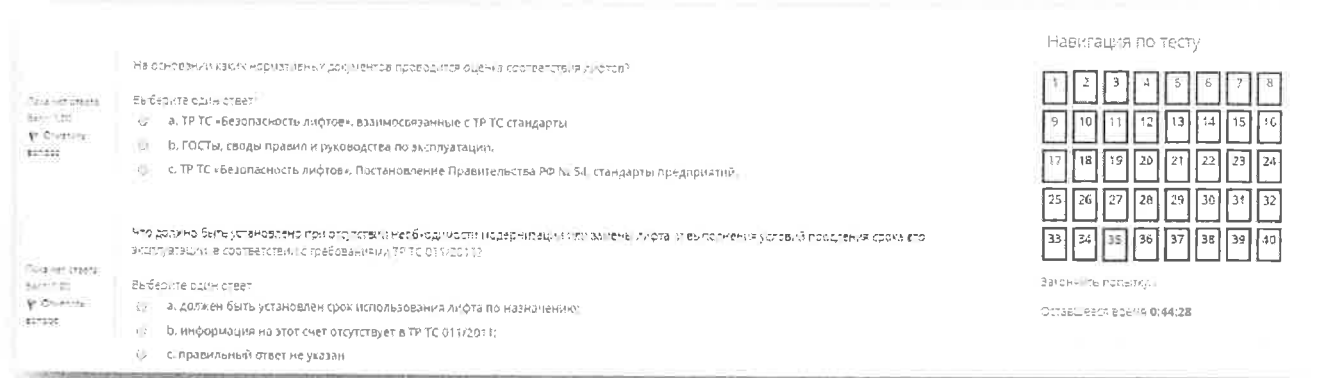 На основании каких нормативных документов проводится оценка соответствия лифтов?
Пока нет ответа
Выберите один ответ:
a. ТР ТС «Безопасность лифтов», взаимосвязанные с ТР ТС стандарты
b. ГОСТы, своды правил и руководства по эксплуатации.
c. ТР ТС «Безопасность лифтов», Постановление Правительства РФ № 54, стандарты предприятий.
Что должно быть установлено при отсутствии необходимости модернизации или замены лифта и выполнения условий продления срока его
эксплуатации, в соответствии с требованиями ТР ТС 011/2011?
Пока нет ответа
Выберите один ответ:
a. должен быть установлен срок использования лифта по назначению;
b. информация на этот счет отсутствует в ТР ТС 011/2011;
c. правильный ответ не указан
Навигация по тесту
1 2 3 4 5 6 7 8
9 10 11 12 13 14 15 16
17 18 19 20 21 22 23 24
25 26 27 28 29 30 31 32
33 34 35 36 37 38 39 40
Закончить попытку...
Оставшееся время 0:44:28